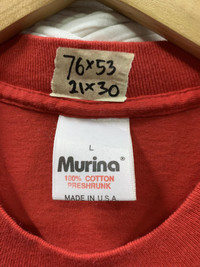 76×53
21×30
L
Murina®
100% COTTON
PRESHRUNK
MADE IN U.S.A.